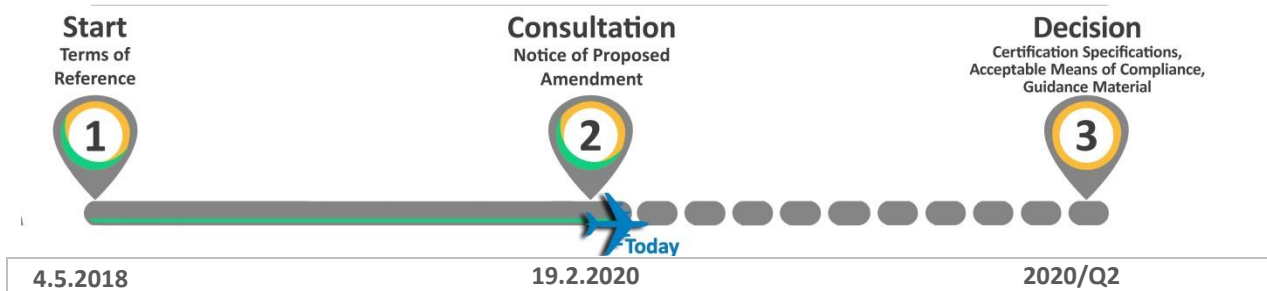 Start
Terms of
Reference
1
Consultation
Notice of Proposed
Amendment
2
Decision
Certification Specifications,
Acceptable Means of Compliance,
Guidance Material
3
Today
4.5.2018
19.2.2020
2020/Q2